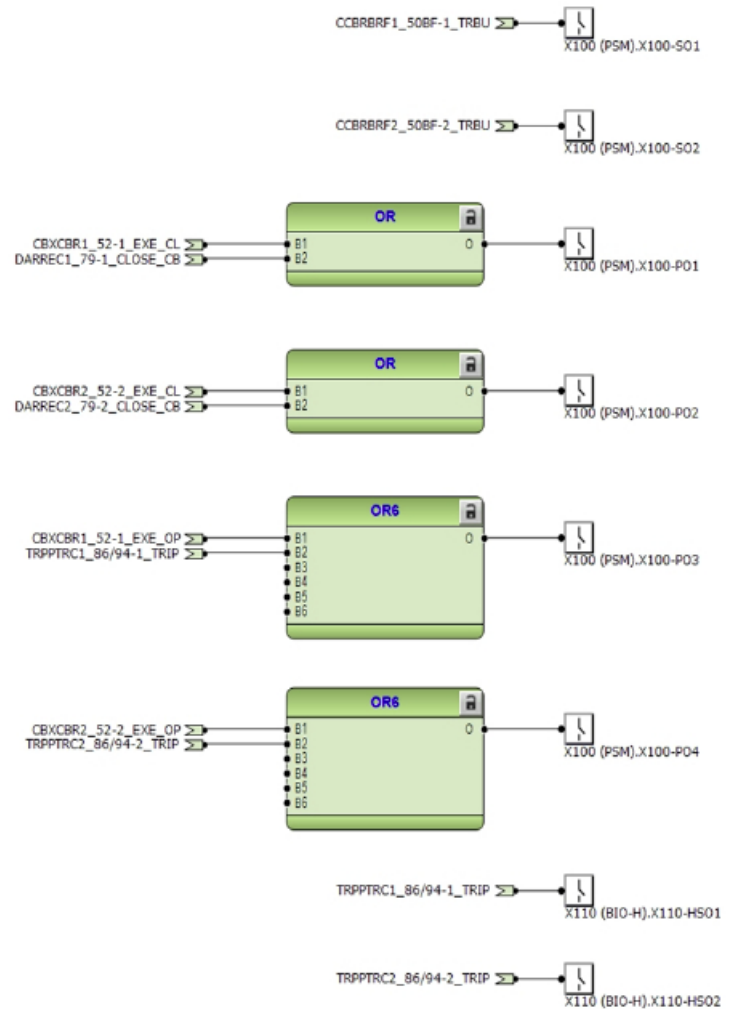 CCBRBRF1_50BF-1_TRBU
X100 (PSM).X100-SO1
CCBRBRF2_50BF-2_TRBU
X100 (PSM).X100-SO2
OR
CBXCBR1_52-1_EXE_CL
B1
O
DARREC1_79-1_CLOSE_CB
B2
X100 (PSM).X100-PO1
OR
CBXCBR2_52-2_EXE_CL
B1
O
DARREC2_79-2_CLOSE_CB
B2
X100 (PSM).X100-PO2
OR6
CBXCBR1_52-1_EXE_OP
B1
O
TRPPTRC1_86/94-1_TRIP
B2
X100 (PSM).X100-PO3
B3
B4
B5
B6
OR6
CBXCBR2_52-2_EXE_OP
B1
O
TRPPTRC2_86/94-2_TRIP
B2
X100 (PSM).X100-PO4
B3
B4
B5
B6
TRPPTRC1_86/94-1_TRIP
X110 (BIO-H).X110-HSO1
TRPPTRC2_86/94-2_TRIP
X110 (BIO-H).X110-HSO2